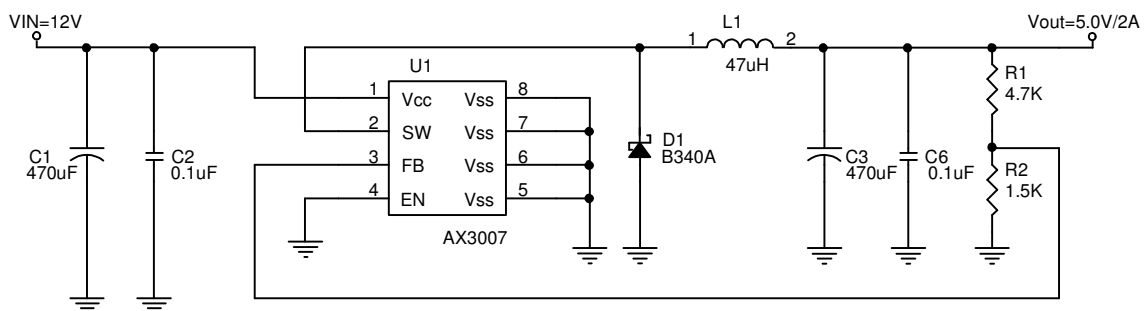 VIN=12V
L1
Vout=5.0V/2A
1
2
47uH
U1
1
Vcc
Vss
8
2
SW
Vss
7
3
FB
Vss
6
4
EN
Vss
5
AX3007
C1
470uF
C2
0.1uF
D1
B340A
C3
470uF
C6
0.1uF
R1
4.7K
R2
1.5K